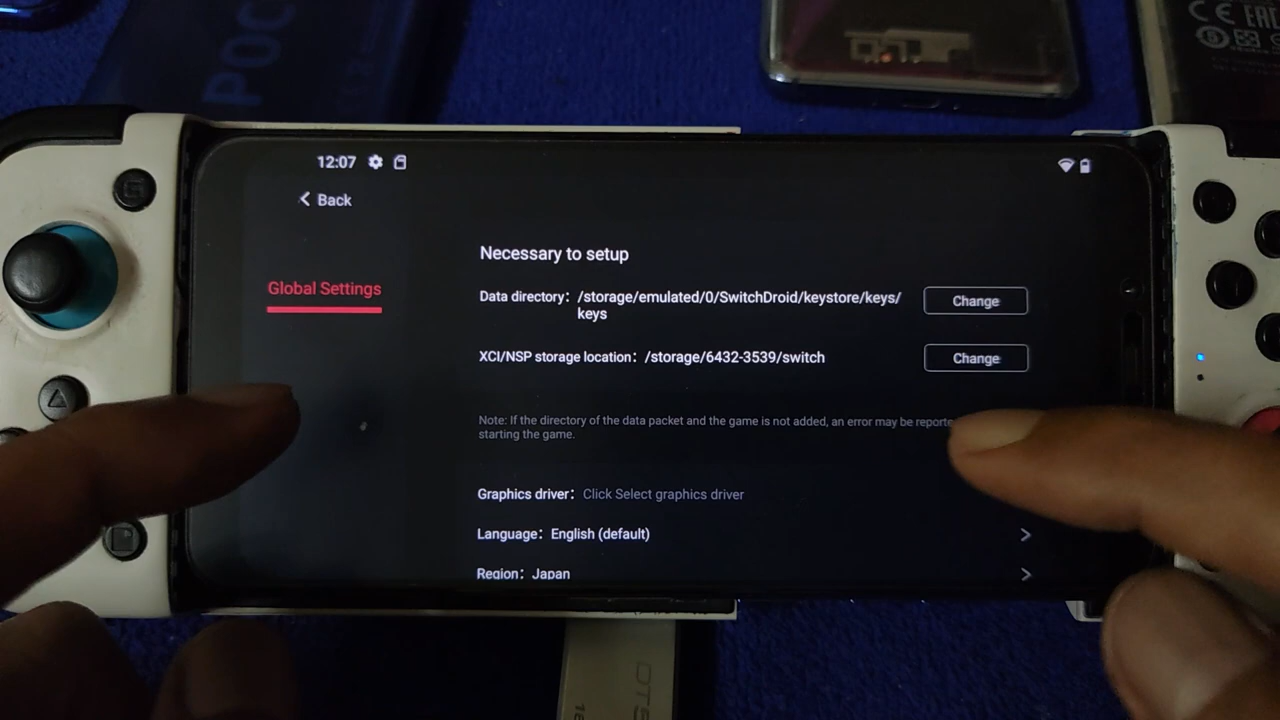 POC
CE EAC
12:07
Back
Necessary to setup
Global Settings
Data directory: /storage/emulated/0/SwitchDroid/keystore/keys/
keys
Change
XCI/NSP storage location: /storage/6432-3539/switch
Change
Note: If the directory of the data packet and the game is not added, an error may be reporte
starting the game.
Graphics driver: Click Select graphics driver
Language: English (default)
Region: Japan